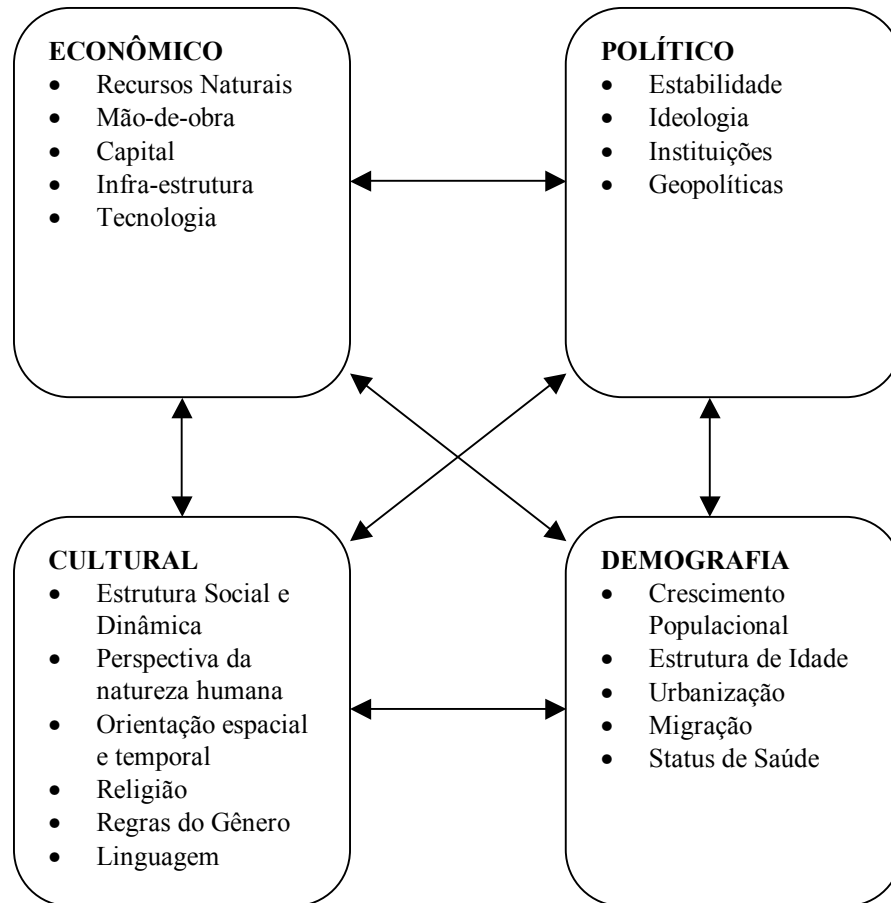 ECONÔMICO
• Recursos Naturais
• Mão-de-obra
• Capital
• Infra-estrutura
• Tecnologia
POLÍTICO
• Estabilidade
• Ideologia
• Instituições
• Geopolíticas
CULTURAL
• Estrutura Social e
Dinâmica
• Perspectiva da
natureza humana
• Orientação espacial
e temporal
• Religião
• Regras do Gênero
• Linguagem
DEMOGRAFIA
• Crescimento
Populacional
• Estrutura de Idade
• Urbanização
• Migração
• Status de Saúde